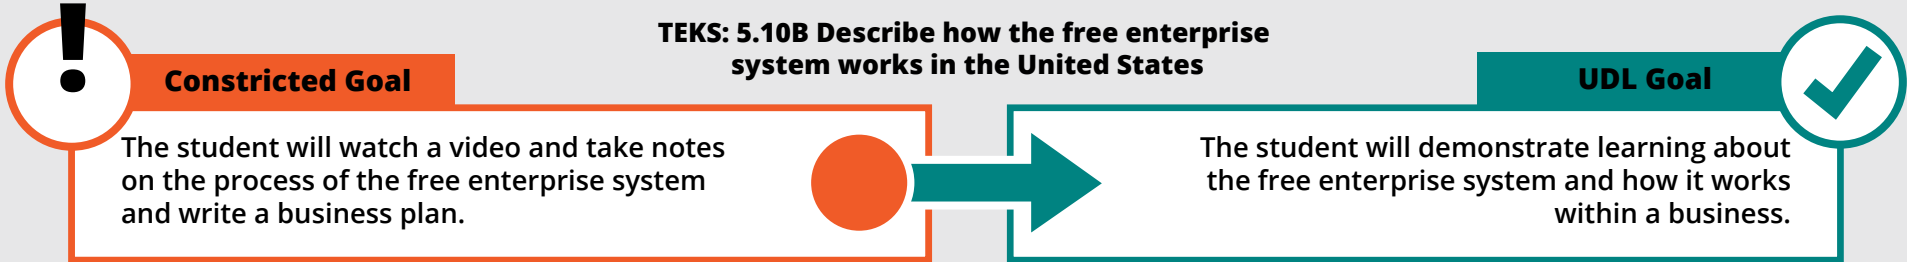 !
TEKS: 5.10B Describe how the free enterprise
system works in the United States
Constricted Goal
The student will watch a video and take notes
on the process of the free enterprise system
and write a business plan.
UDL Goal
The student will demonstrate learning about
the free enterprise system and how it works
within a business.